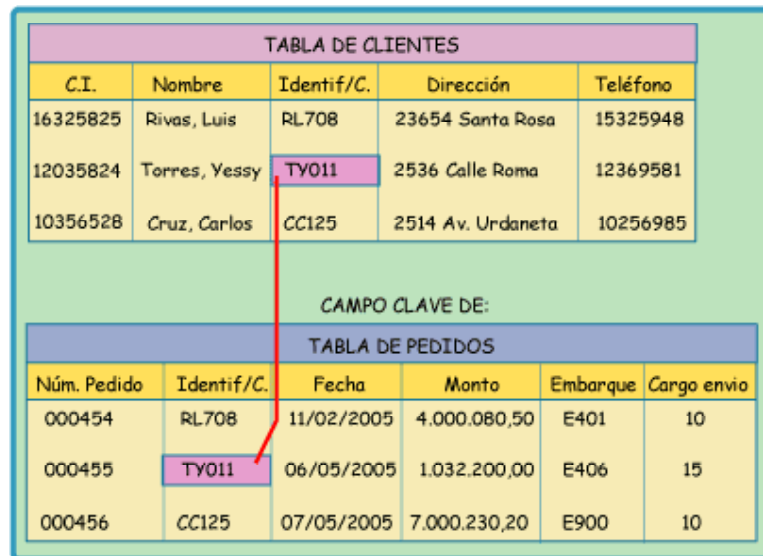 TABLA DE CLIENTES
C.I. Nombre Identif/C. Dirección Teléfono
16325825 Rivas, Luis RL708 23654 Santa Rosa 15325948
12035824 Torres, Yessy TY011 2536 Calle Roma 12369581
10356528 Cruz, Carlos CC125 2514 Av. Urdaneta 10256985
CAMPO CLAVE DE:
TABLA DE PEDIDOS
Núm. Pedido Identif/C. Fecha Monto Embarque Cargo envio
000454 RL708 11/02/2005 4.000.080,50 E401 10
000455 TY011 06/05/2005 1.032.200,00 E406 15
000456 CC125 07/05/2005 7.000.230,20 E900 10